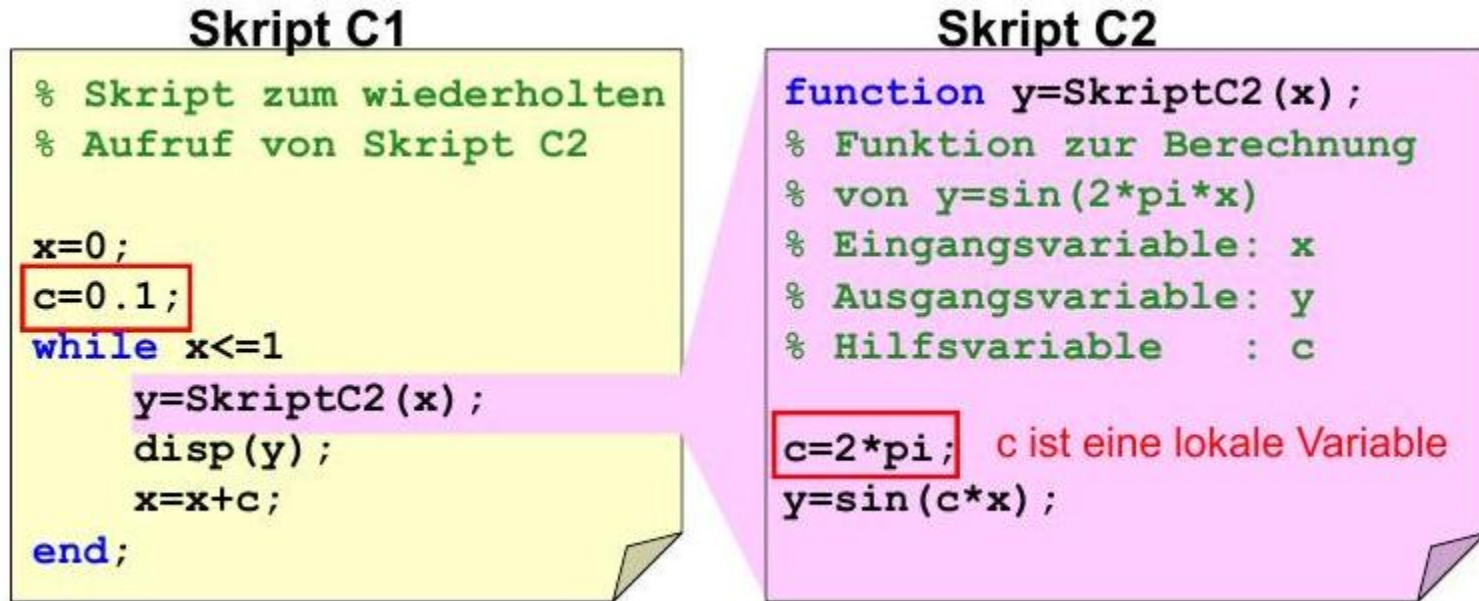 Skript C1
% Skript zum wiederholten
% Aufruf von Skript C2
x=0;
c=0.1;
while x<=1
y=SkriptC2(x);
disp(y);
x=x+c;
end;
Skript C2
function y=SkriptC2(x);
% Funktion zur Berechnung
% von y=sin(2*pi*x)
% Eingangsvariable: x
% Ausgangsvariable: y
% Hilfsvariable   : c
c=2*pi; c ist eine lokale Variable
y=sin(c*x);